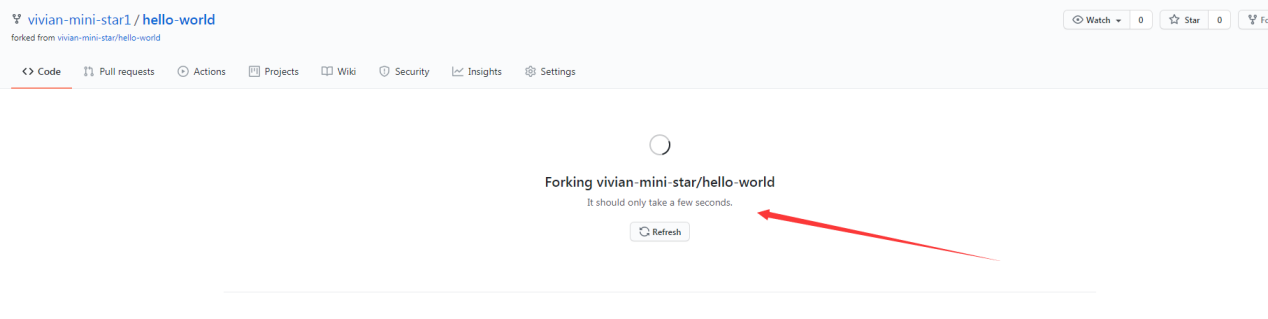 vivian-mini-star1 / hello-world
Watch 0 Star 0 Fo
forked from vivian-mini-star/hello-world
Code Pull requests Actions Projects Wiki Security Insights Settings
Forking vivian-mini-star/hello-world
It should only take a few seconds.
Refresh